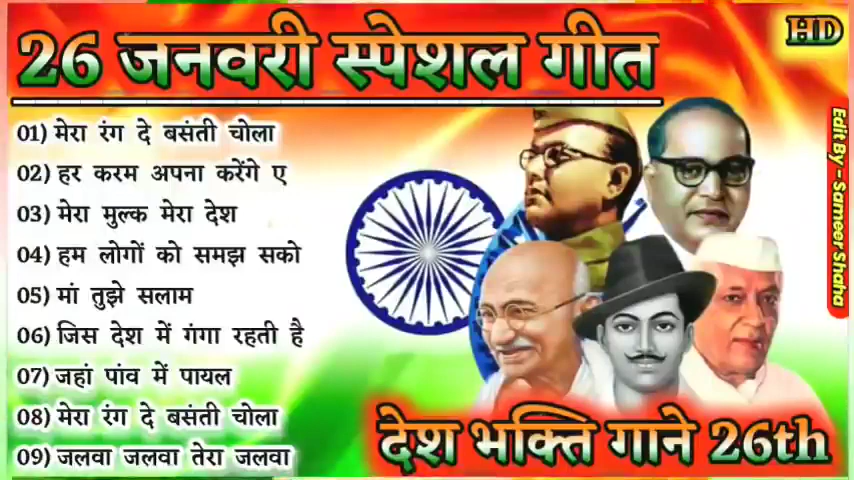 26 जनवरी स्पेशल गीत
HD
01) मेरा रंग दे बसंती चोला
02) हर करम अपना करेंगे ए
03) मेरा मुल्क मेरा देश
04) हम लोगों को समझ सको
05) मां तुझे सलाम
06) जिस देश में गंगा रहती है
07) जहां पांव में पायल
08) मेरा रंग दे बसंती चोला
09) जलवा जलवा तेरा जलवा
Edit By - Sameer Shaha
देश भक्ति गाने 26th